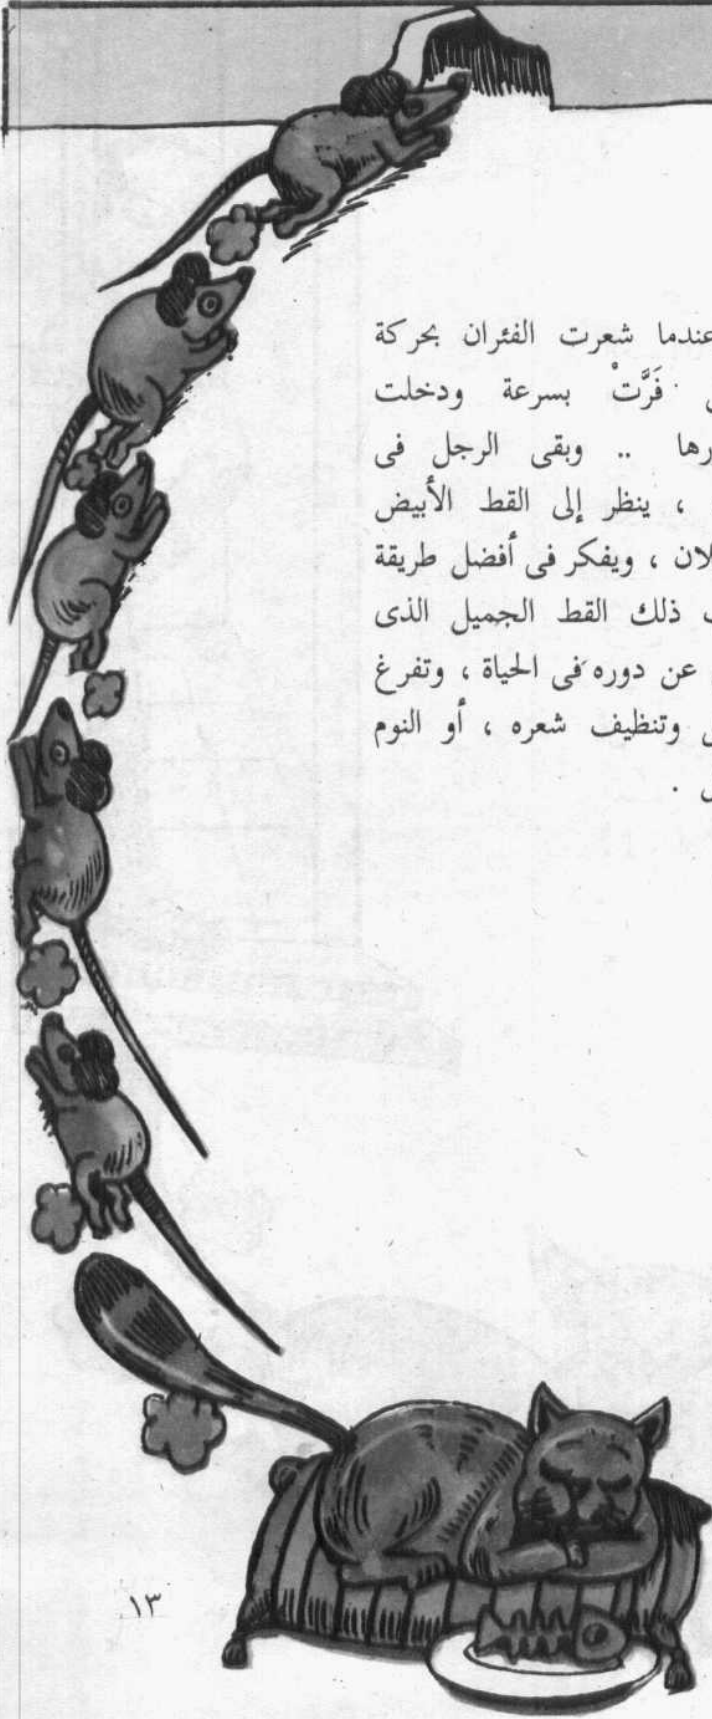 عندما شعرت الفئران بحركة
فَرَّتْ بسرعة ودخلت
رها .. وبقى الرجل فى
، ينظر إلى القط الأبيض
لان ، ويفكر فى أفضل طريقة
ذلك القط الجميل الذى
عن دوره فى الحياة ، وتفرغ
وتنظيف شعره ، أو النوم
.
١٣